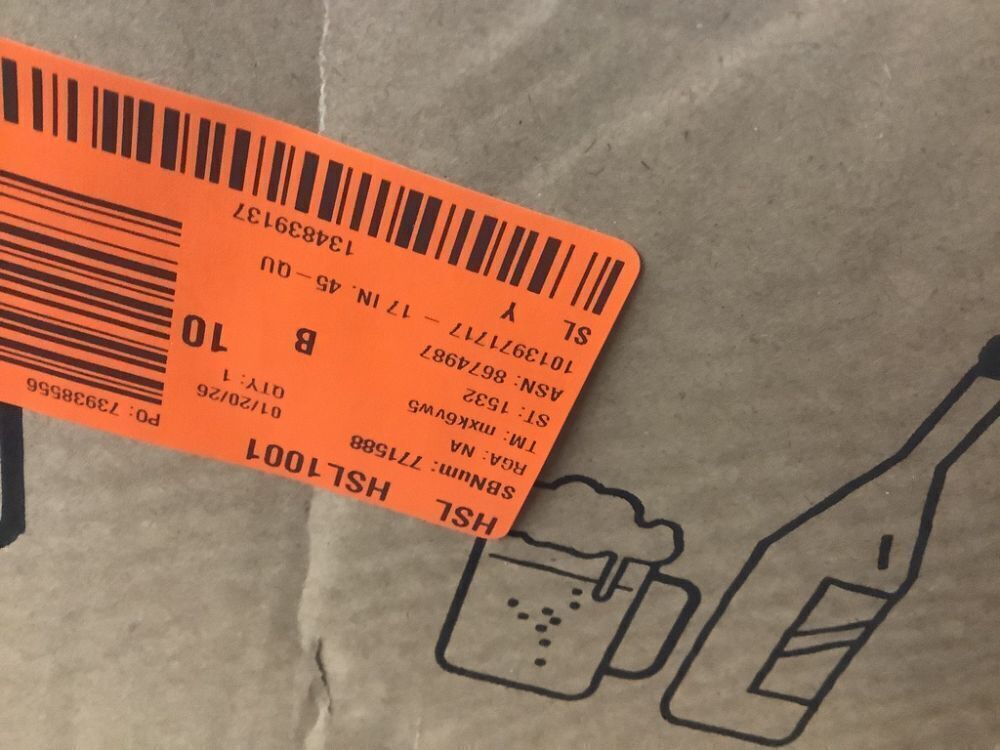 HSL HSL1001
SBNum: 771588
RGA: NA
TM: mxk6vw5
ST: 1532
ASN: 8674987
1013971717 - 17 IN. 45-QU
SL Y
01/20/26
QTY: 1
B 10
PO: 73938556
134839137